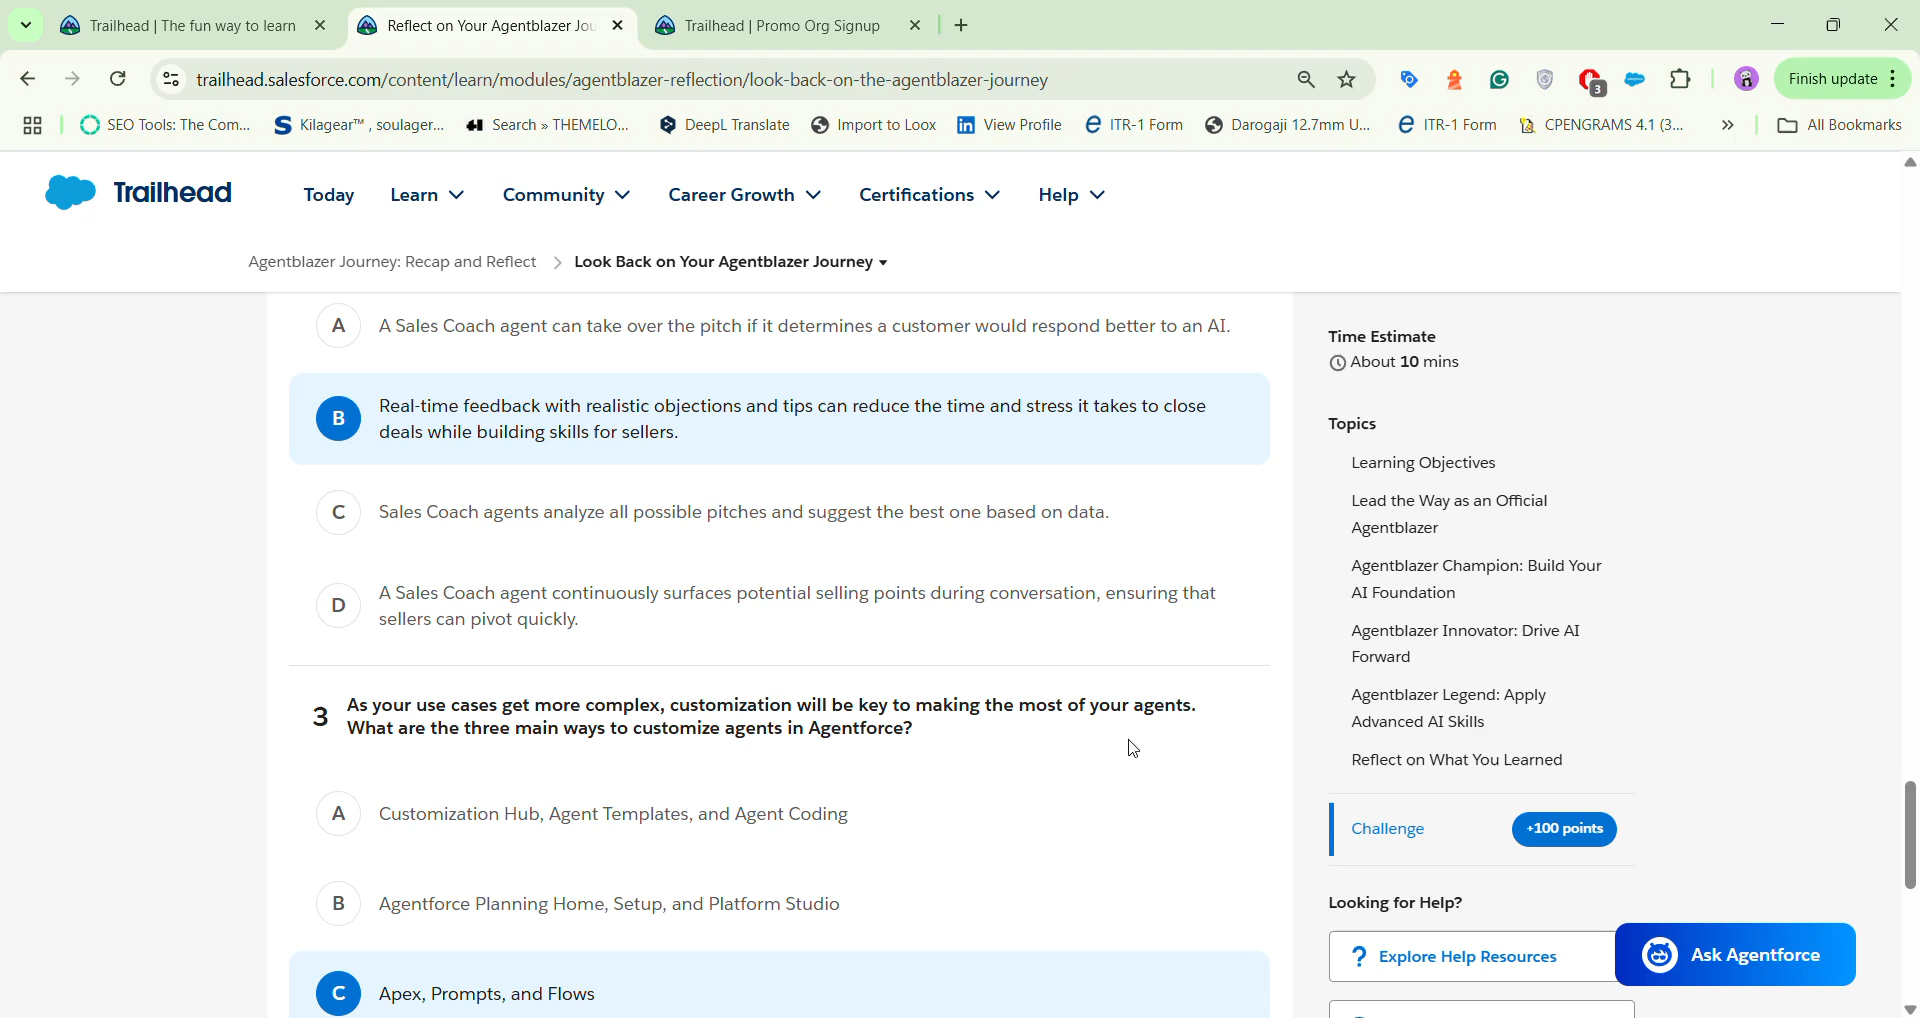 Trailhead | The fun way to learn
Reflect on Your Agentblazer Jou
Trailhead | Promo Org Signup
trailhead.salesforce.com/content/learn/modules/agentblazer-reflection/look-back-on-the-agentblazer-journey
3
Finish update
SEO Tools: The Com...
Kilagear™ , soulager...
Search » THEMELO...
DeepL Translate
Import to Loox
View Profile
ITR-1 Form
Darogaji 12.7mm U...
ITR-1 Form
CPENGRAMS 4.1 (3...
»
All Bookmarks
Trailhead
Today
Learn
Community
Career Growth
Certifications
Help
Agentblazer Journey: Recap and Reflect > Look Back on Your Agentblazer Journey
A A Sales Coach agent can take over the pitch if it determines a customer would respond better to an AI.
B Real-time feedback with realistic objections and tips can reduce the time and stress it takes to close
deals while building skills for sellers.
C Sales Coach agents analyze all possible pitches and suggest the best one based on data.
D A Sales Coach agent continuously surfaces potential selling points during conversation, ensuring that
sellers can pivot quickly.
3 As your use cases get more complex, customization will be key to making the most of your agents.
What are the three main ways to customize agents in Agentforce?
A Customization Hub, Agent Templates, and Agent Coding
B Agentforce Planning Home, Setup, and Platform Studio
C Apex, Prompts, and Flows
Time Estimate
About 10 mins
Topics
Learning Objectives
Lead the Way as an Official
Agentblazer
Agentblazer Champion: Build Your
AI Foundation
Agentblazer Innovator: Drive AI
Forward
Agentblazer Legend: Apply
Advanced AI Skills
Reflect on What You Learned
Challenge
+100 points
Looking for Help?
? Explore Help Resources
Ask Agentforce